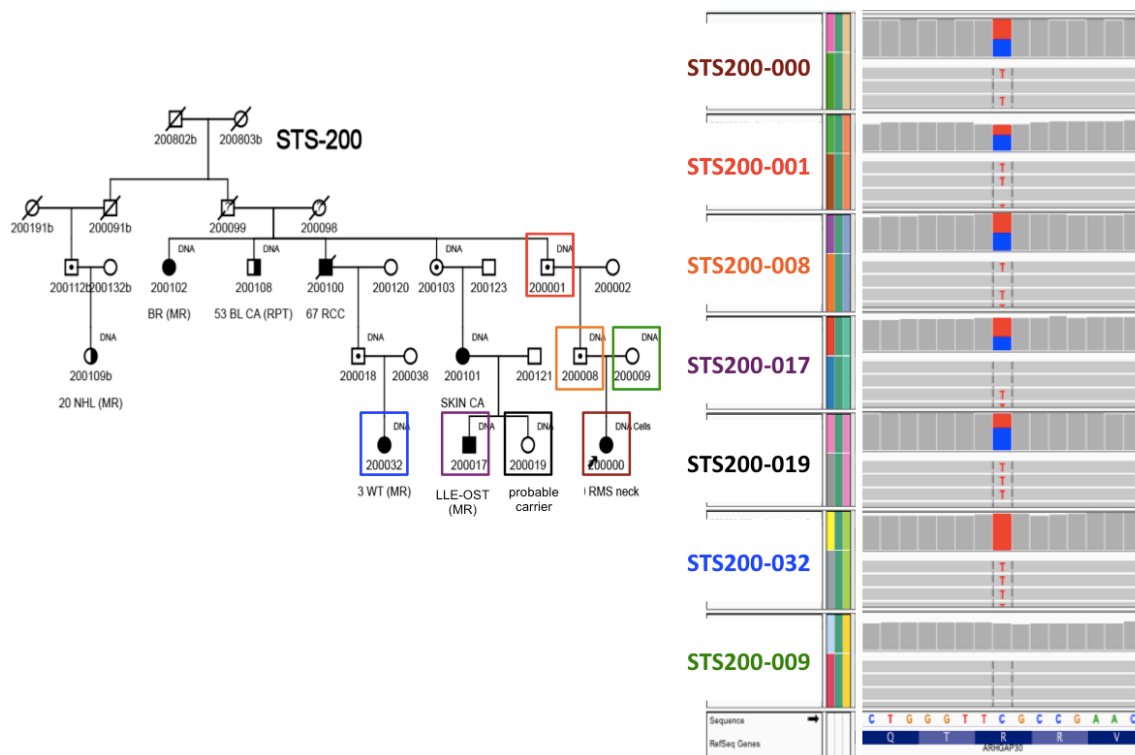 STS-200
200802b 200803b
200191b 200091b 200099 200098
DNA DNA DNA DNA
200112b 200132b 200102 200108 200100 200120 200103 200123 200001 200002
BR (MR) 53 BL CA (RPT) 67 RCC
DNA DNA DNA DNA DNA
200109b 200018 200038 200101 200121 200008 200009
20 NHL (MR) SKIN CA
DNA DNA DNA DNA Cells
200032 200017 200019 200000
3 WT (MR) LLE-OST probable RMS neck
(MR) carrier
STS200-000
T
T
STS200-001
T
T
STS200-008
T
T
STS200-017
T
STS200-019
T
T
T
STS200-032
T
T
T
T
STS200-009
Sequence C T G G G T T C G C C G A A C
RefSeq Genes Q T R R V
ARHGAP30